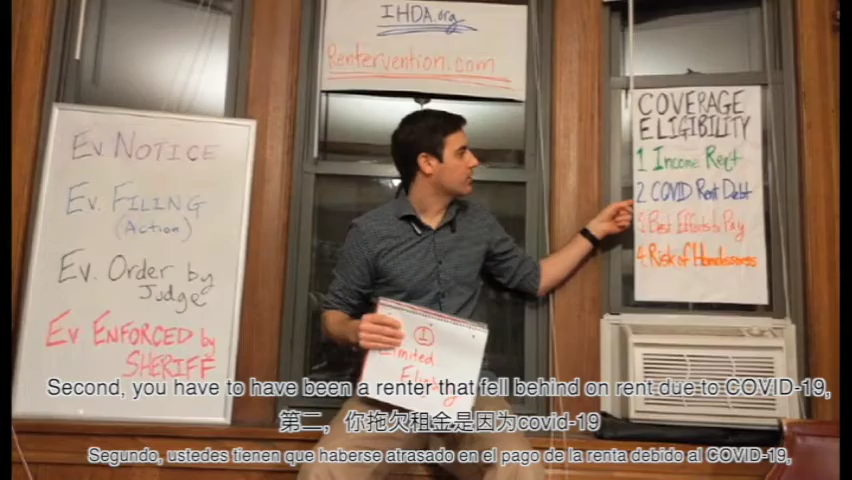 IHDA.org
Rentervention.com
Ev NOTICE
Ev. FILING
(Action)
Ev. Order by
Judge
Ev ENFORCED by
SHERIFF
COVERAGE
ELIGIBILITY
1 Income Rent
2 COVID Rent Debt
3 Best Efforts to Pay
4. Risk of Homelessness
I
Limited
Second, you have to have been a renter that fell behind on rent due to COVID-19,
第二，你拖欠租金是因为covid-19
Segundo, ustedes tienen que haberse atrasado en el pago de la renta debido al COVID-19,